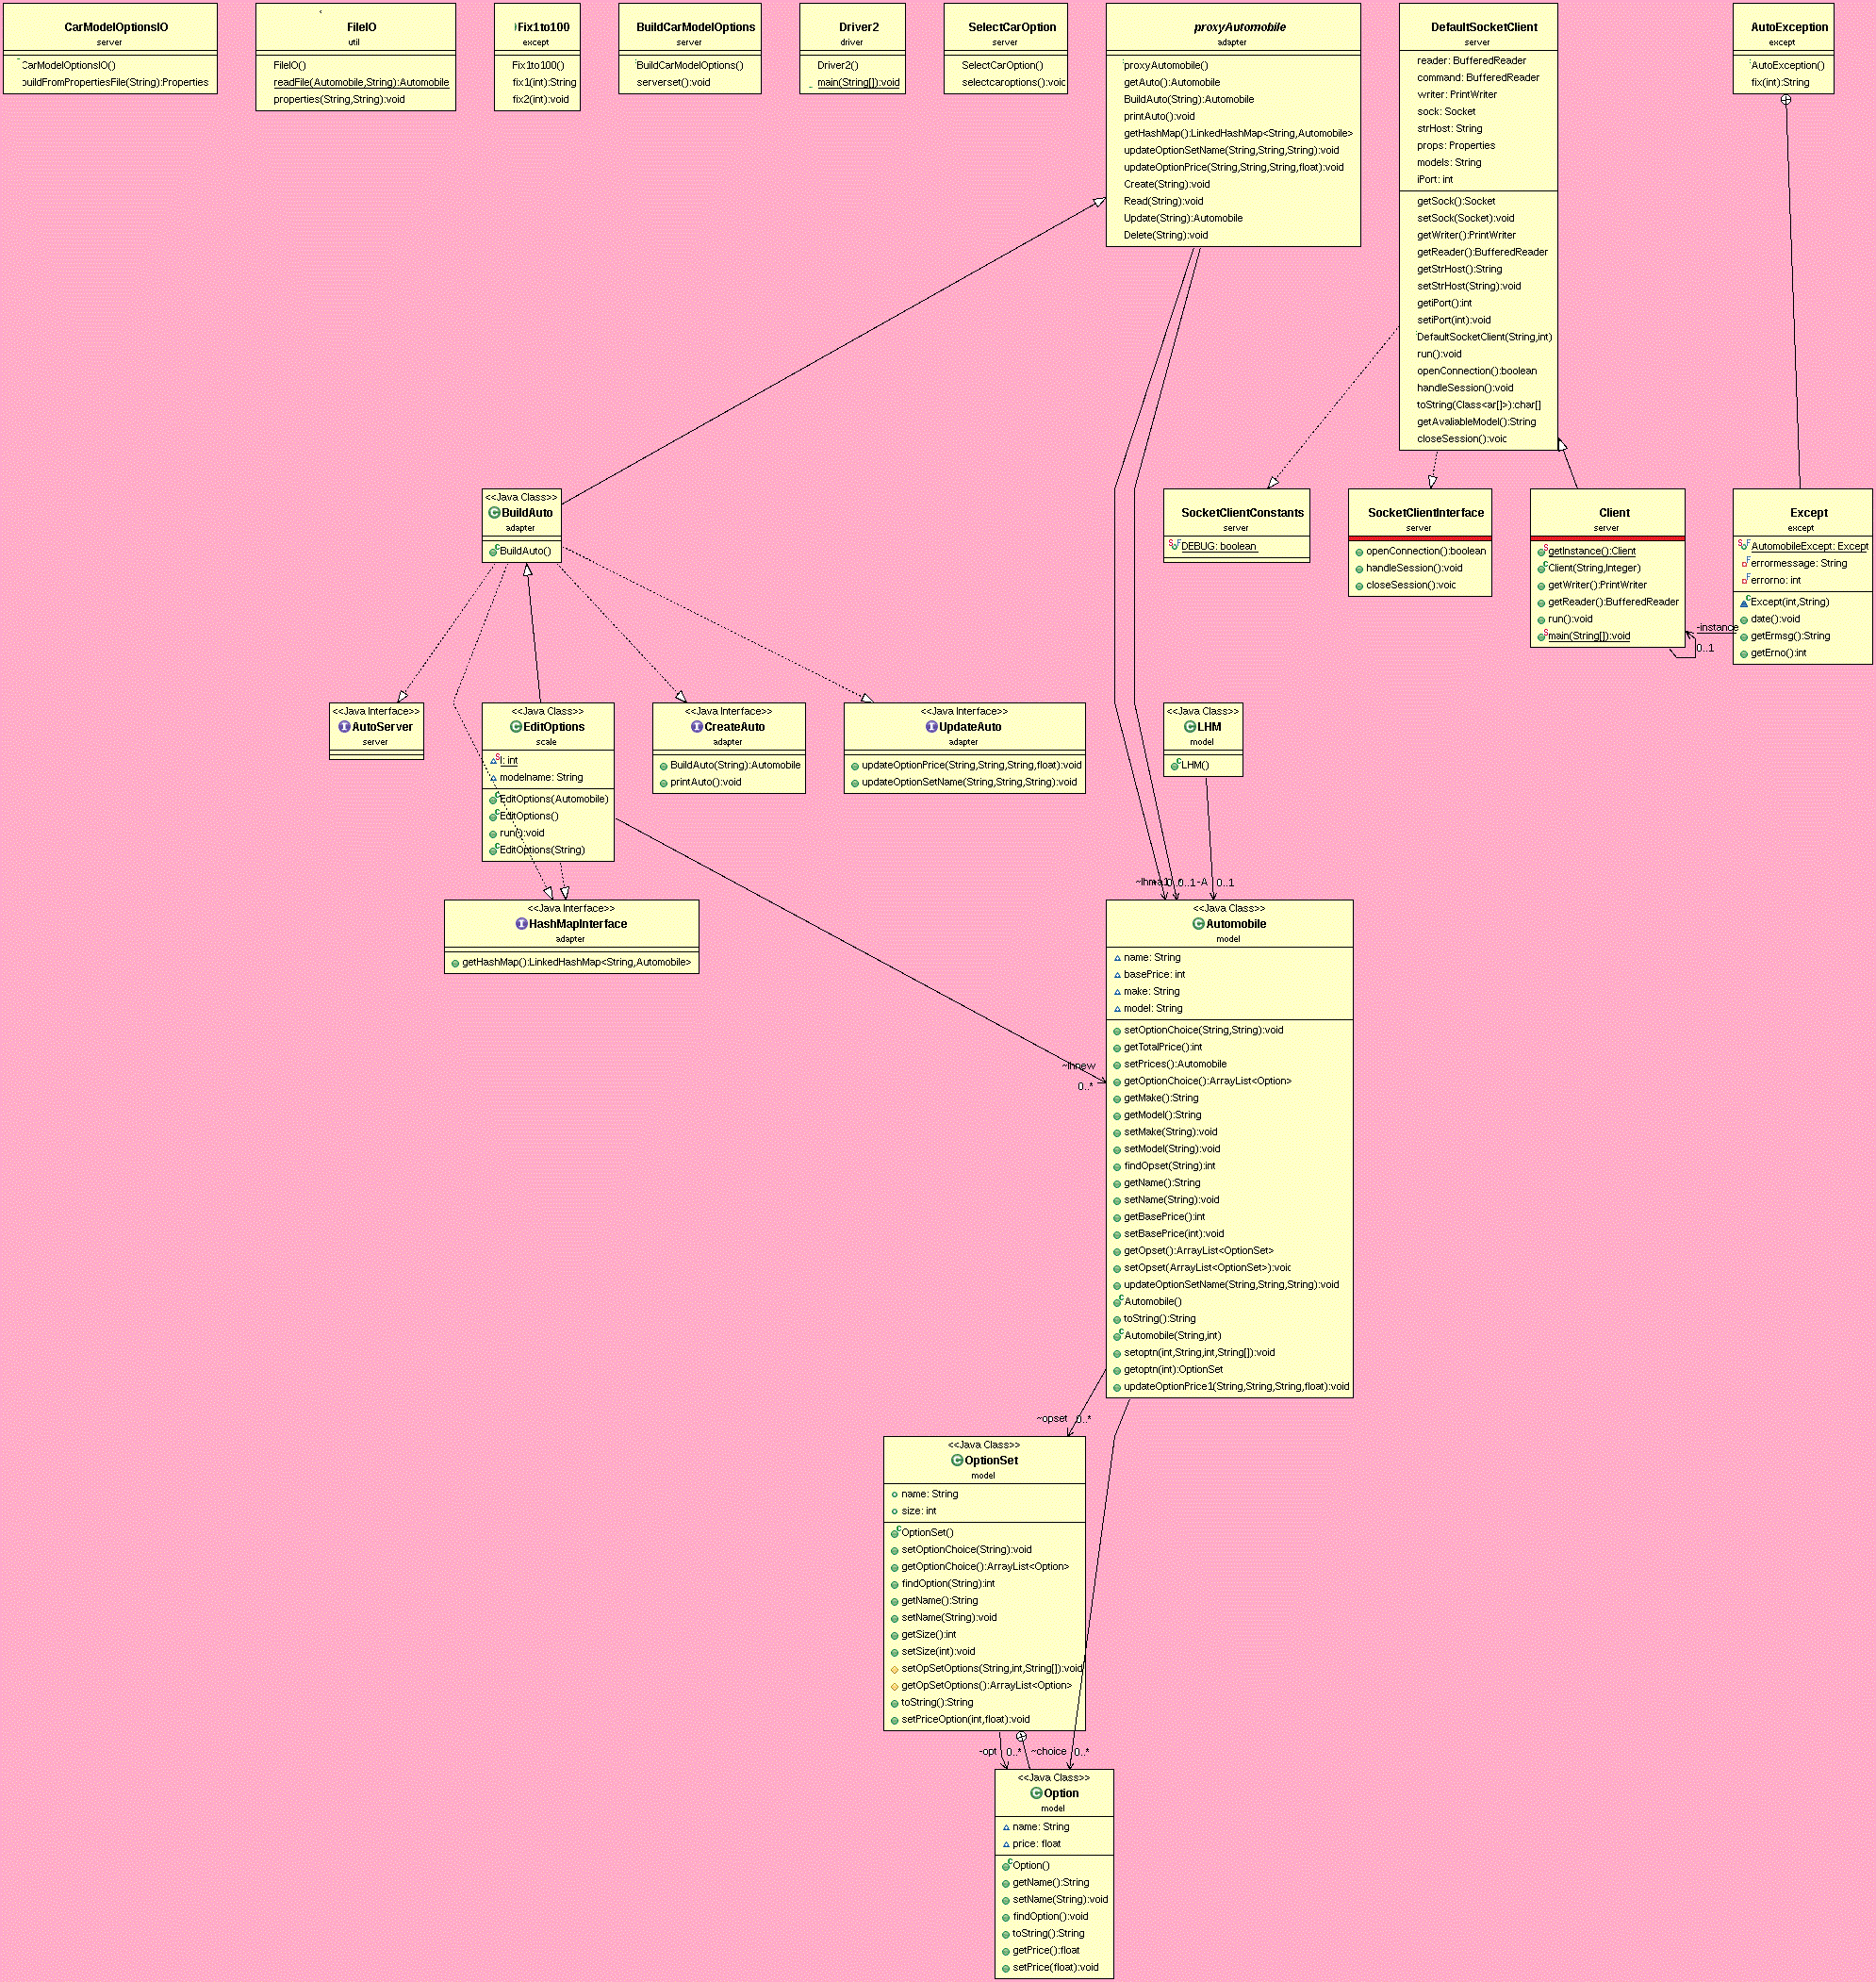 CarModelOptionsIO
server
CarModelOptionsIO()
buildFromPropertiesFile(String):Properties
FileIO
util
FileIO()
readFile(Automobile,String):Automobile
properties(String,String):void
Fix1to100
except
Fix1to100()
fix1(int):String
fix2(int):void
BuildCarModelOptions
server
BuildCarModelOptions()
serverset():void
Driver2
driver
Driver2()
main(String[]):void
SelectCarOption
server
SelectCarOption()
selectcaroptions():void
proxyAutomobile
adapter
proxyAutomobile()
getAuto():Automobile
BuildAuto(String):Automobile
printAuto():void
getHashMap():LinkedHashMap<String,Automobile>
updateOptionSetName(String,String,String):void
updateOptionPrice(String,String,String,float):void
Create(String):void
Read(String):void
Update(String):Automobile
Delete(String):void
DefaultSocketClient
server
reader: BufferedReader
command: BufferedReader
writer: PrintWriter
sock: Socket
strHost: String
props: Properties
models: String
iPort: int
getSock():Socket
setSock(Socket):void
getWriter():PrintWriter
getReader():BufferedReader
getStrHost():String
setStrHost(String):void
getiPort():int
setiPort(int):void
DefaultSocketClient(String,int)
run():void
openConnection():boolean
handleSession():void
toString(Class<ar[]>):char[]
getAvaliableModel():String
closeSession():void
AutoException
except
AutoException()
fix(int):String
<<Java Class>>
BuildAuto
adapter
BuildAuto()
SocketClientConstants
server
DEBUG: boolean
SocketClientInterface
server
openConnection():boolean
handleSession():void
closeSession():void
Client
server
getInstance():Client
Client(String,Integer)
getWriter():PrintWriter
getReader():BufferedReader
run():void
main(String[]):void
-instance
0..1
Except
except
AutomobileExcept: Except
errormessage: String
errorno: int
Except(int,String)
date():void
getErmsg():String
getErno():int
<<Java Interface>>
AutoServer
server
<<Java Class>>
EditOptions
scale
I: int
modelname: String
EditOptions(Automobile)
EditOptions()
run():void
EditOptions(String)
<<Java Interface>>
CreateAuto
adapter
BuildAuto(String):Automobile
printAuto():void
<<Java Interface>>
UpdateAuto
adapter
updateOptionPrice(String,String,String,float):void
updateOptionSetName(String,String,String):void
<<Java Class>>
LHM
model
LHM()
0..1
-A
0..1
<<Java Interface>>
HashMapInterface
adapter
getHashMap():LinkedHashMap<String,Automobile>
~lhnew
0..*
<<Java Class>>
Automobile
model
name: String
basePrice: int
make: String
model: String
setOptionChoice(String,String):void
getTotalPrice():int
setPrices():Automobile
getOptionChoice():ArrayList<Option>
getMake():String
getModel():String
setMake(String):void
setModel(String):void
findOpset(String):int
getName():String
setName(String):void
getBasePrice():int
setBasePrice(int):void
getOpset():ArrayList<OptionSet>
setOpset(ArrayList<OptionSet>):void
updateOptionSetName(String,String,String):void
Automobile()
toString():String
Automobile(String,int)
setoptn(int,String,int,String[]):void
getoptn(int):OptionSet
updateOptionPrice1(String,String,String,float):void
~opset 0..*
<<Java Class>>
OptionSet
model
name: String
size: int
OptionSet()
setOptionChoice(String):void
getOptionChoice():ArrayList<Option>
findOption(String):int
getName():String
setName(String):void
getSize():int
setSize(int):void
setOpSetOptions(String,int,String[]):void
getOpSetOptions():ArrayList<Option>
toString():String
setPriceOption(int,float):void
-opt 0..* ~choice 0..*
<<Java Class>>
Option
model
name: String
price: float
Option()
getName():String
setName(String):void
findOption():void
toString():String
getPrice():float
setPrice(float):void